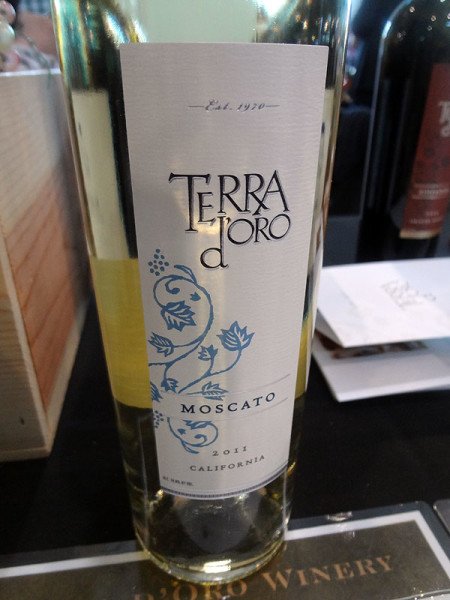 Est. 1970
TERRA
d'ORO
MOSCATO
2011
CALIFORNIA
D'ORO WINERY